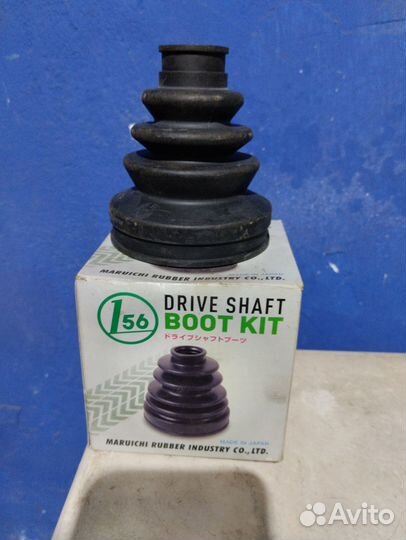 MARUICHI RUBBER INDUSTRY CO.,LTD.
156
DRIVE SHAFT
BOOT KIT
ドライブシャフトブーツ
MADE IN JAPAN
MARUICHI RUBBER INDUSTRY CO.,LTD.
Avito